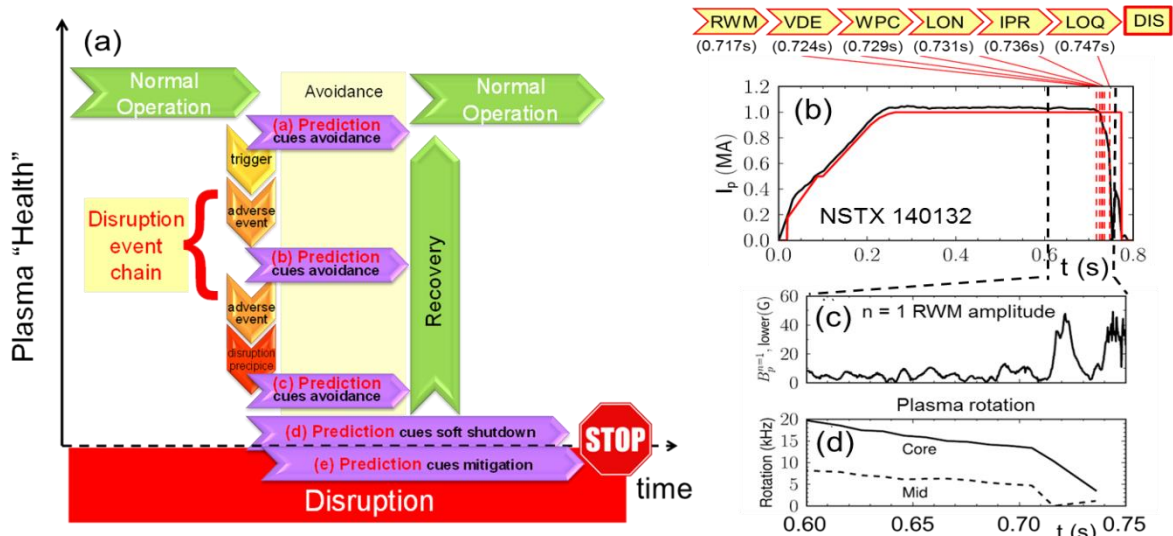 (a)
Plasma “Health”
Normal
Operation
Avoidance
Normal
Operation
(a) Prediction
cues avoidance
trigger
adverse
event
Disruption
event
chain
(b) Prediction
cues avoidance
adverse
event
disruption
precipice
(c) Prediction
cues avoidance
Recovery
(d) Prediction cues soft shutdown
(e) Prediction cues mitigation
STOP
time
Disruption
RWM VDE WPC LON IPR LOQ DIS
(0.717s) (0.724s) (0.729s) (0.731s) (0.736s) (0.747s)
(b)
I_p (MA)
1.2
1.0
0.8
0.6
0.4
0.2
0.0
NSTX 140132
0.0 0.2 0.4 0.6 0.8
t (s)
(c)
n = 1 RWM amplitude
B_p^{n=1}, lower(G)
60
40
20
0
Plasma rotation
(d)
Rotation (kHz)
20
15
10
5
0
Core
Mid
0.60 0.65 0.70 0.75
t (s)